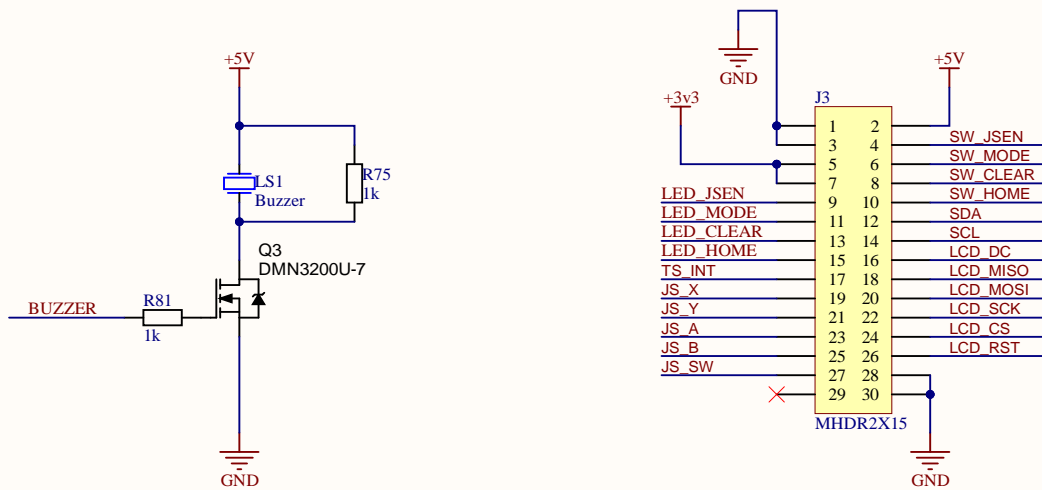 +5V
LS1
Buzzer
R75
1k
Q3
DMN3200U-7
BUZZER
R81
1k
GND
GND
+5V
+3v3
J3
1 2
3 4 SW_JSEN
5 6 SW_MODE
7 8 SW_CLEAR
LED_JSEN 9 10 SW_HOME
LED_MODE 11 12 SDA
LED_CLEAR 13 14 SCL
LED_HOME 15 16 LCD_DC
TS_INT 17 18 LCD_MISO
JS_X 19 20 LCD_MOSI
JS_Y 21 22 LCD_SCK
JS_A 23 24 LCD_CS
JS_B 25 26 LCD_RST
JS_SW 27 28
29 30
MHDR2X15
GND